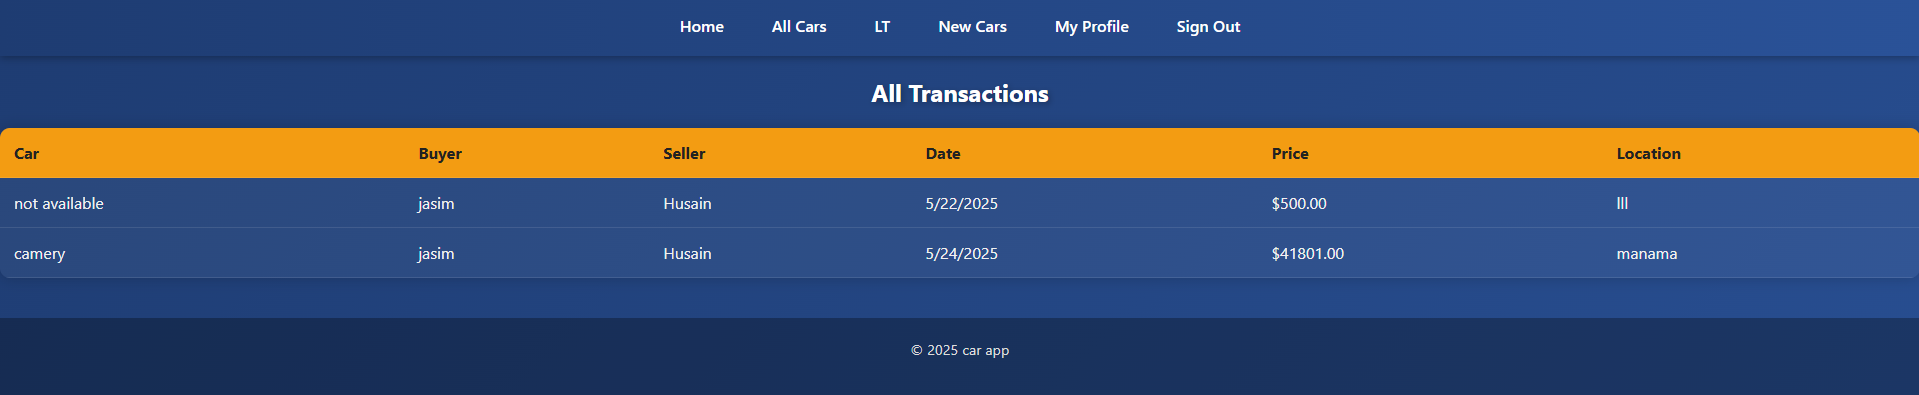 Home All Cars LT New Cars My Profile Sign Out
All Transactions
Car Buyer Seller Date Price Location
not available jasim Husain 5/22/2025 $500.00 lll
camery jasim Husain 5/24/2025 $41801.00 manama
© 2025 car app